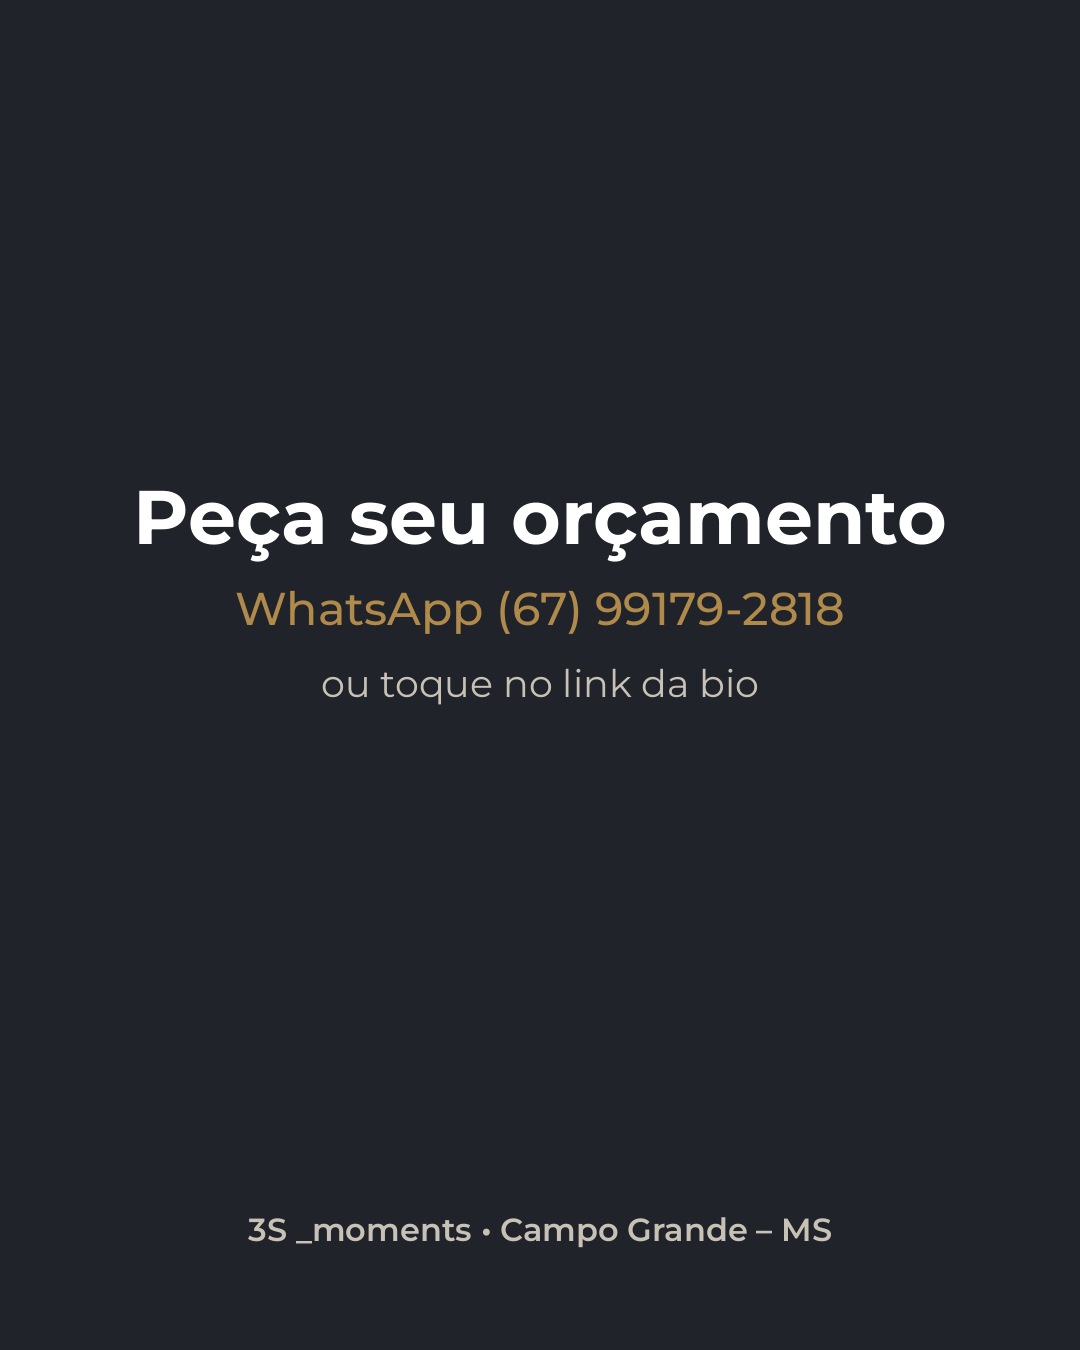 Peça seu orçamento
WhatsApp (67) 99179-2818
ou toque no link da bio
3S _moments • Campo Grande – MS